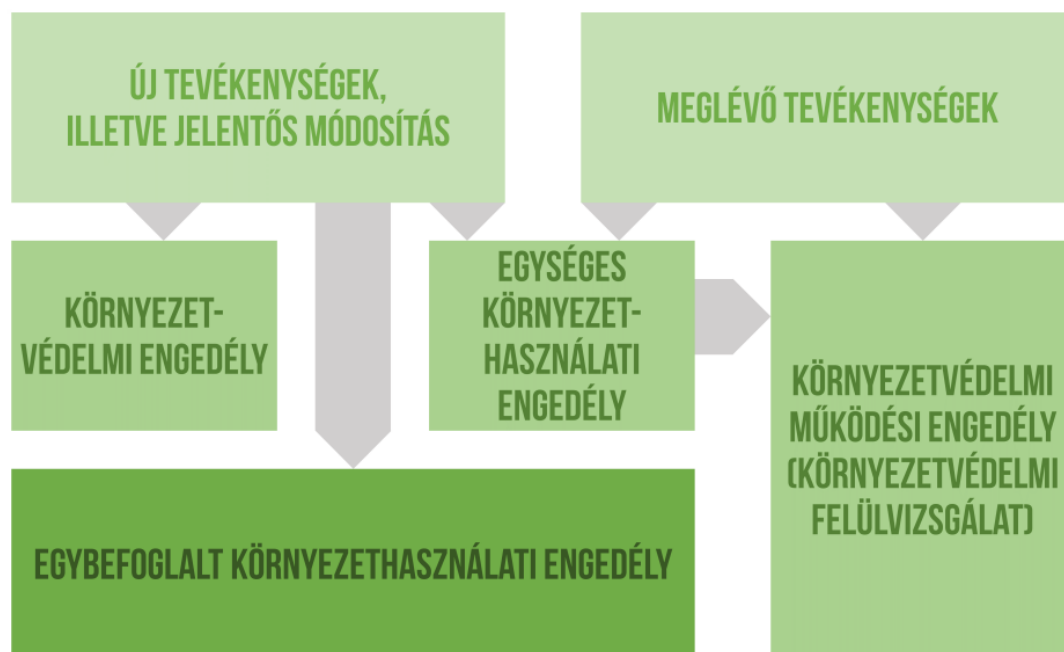 ÚJ TEVÉKENYSÉGEK,
ILLETVE JELENTŐS MÓDOSÍTÁS
MEGLÉVŐ TEVÉKENYSÉGEK
KÖRNYEZET-
VÉDELMI ENGEDÉLY
EGYSÉGES
KÖRNYEZET-
HASZNÁLATI
ENGEDÉLY
KÖRNYEZETVÉDELMI
MŰKÖDÉSI ENGEDÉLY
(KÖRNYEZETVÉDELMI
FELÜLVIZSGÁLAT)
EGYBEFOGLALT KÖRNYEZETHASZNÁLATI ENGEDÉLY